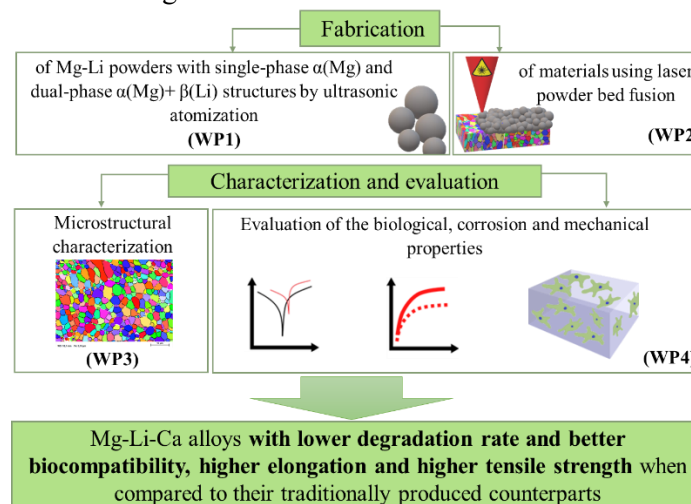 Fabrication
of Mg-Li powders with single-phase α(Mg) and
dual-phase α(Mg)+ β(Li) structures by ultrasonic
atomization
(WP1)
of materials using laser
powder bed fusion
(WP2
Characterization and evaluation
Microstructural
characterization
(WP3)
Evaluation of the biological, corrosion and mechanical
properties
(WP4)
Mg-Li-Ca alloys with lower degradation rate and better
biocompatibility, higher elongation and higher tensile strength when
compared to their traditionally produced counterparts